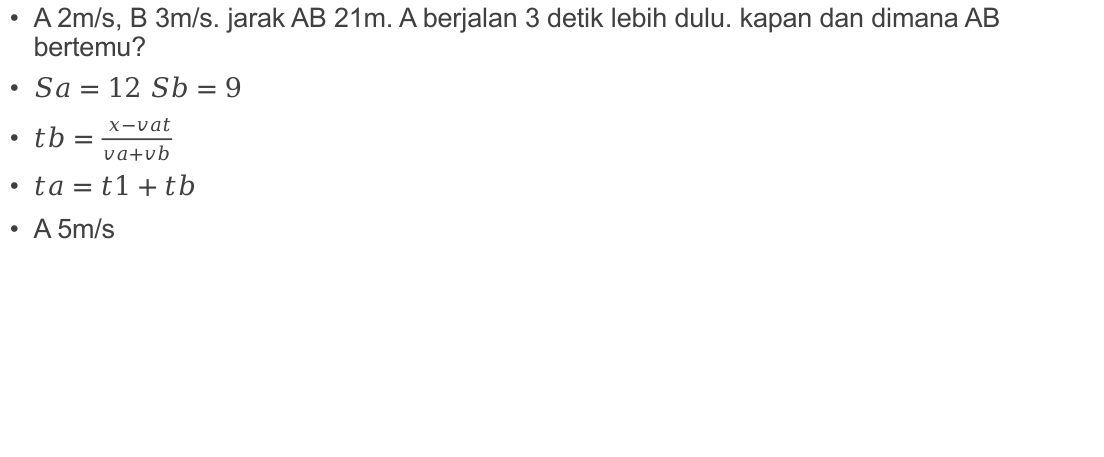 • A 2m/s, B 3m/s. jarak AB 21m. A berjalan 3 detik lebih dulu. kapan dan dimana AB
bertemu?
• Sa = 12 Sb = 9
• tb = \frac{x−vat}{va+vb}
• ta = t1 + tb
• A 5m/s